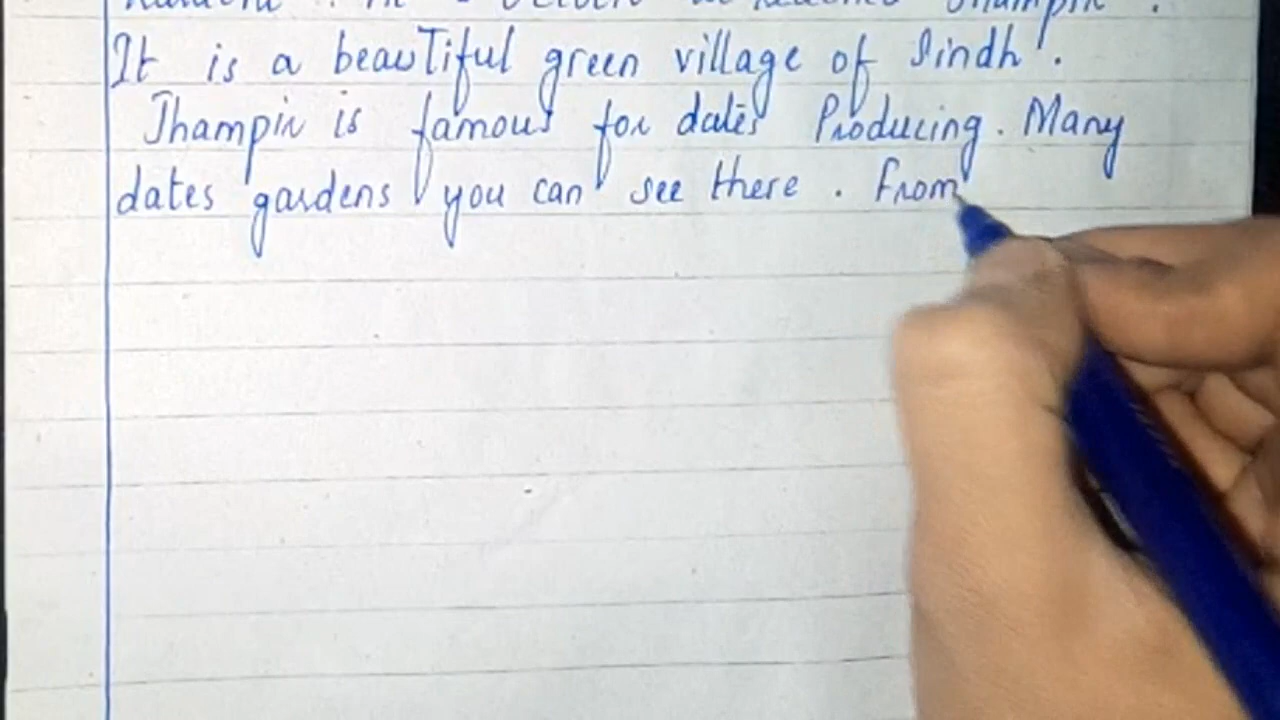 It is a beautiful green village of Sindh .
Jhampir is famous for dates Producing . Many
dates gardens you can see there . From